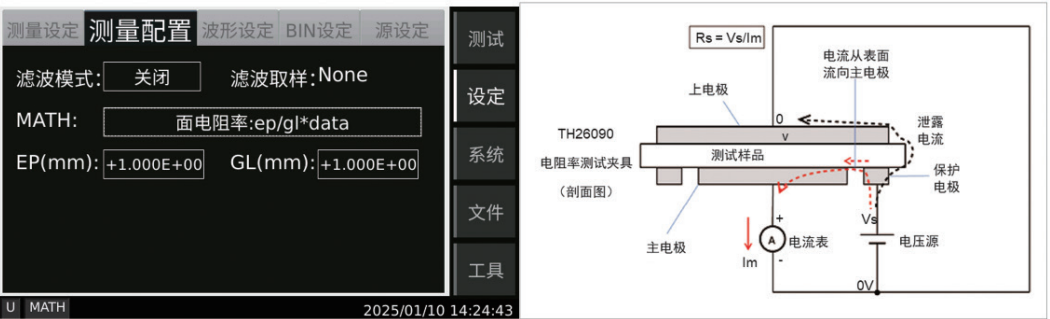 测量设定 测量配置 波形设定 BIN设定 源设定
滤波模式: 关闭 滤波取样:None
MATH: 面电阻率:ep/gl*data
EP(mm): +1.000E+00 GL(mm): +1.000E+00
测试
设定
系统
文件
工具
U MATH 2025/01/10 14:24:43
Rs = Vs/Im
电流从表面
流向主电极
上电极
0
V
泄露
电流
TH26090
电阻率测试夹具
(剖面图)
测试样品
保护
电极
主电极
+
A
电流表
-
Im
Vs
电压源
0V